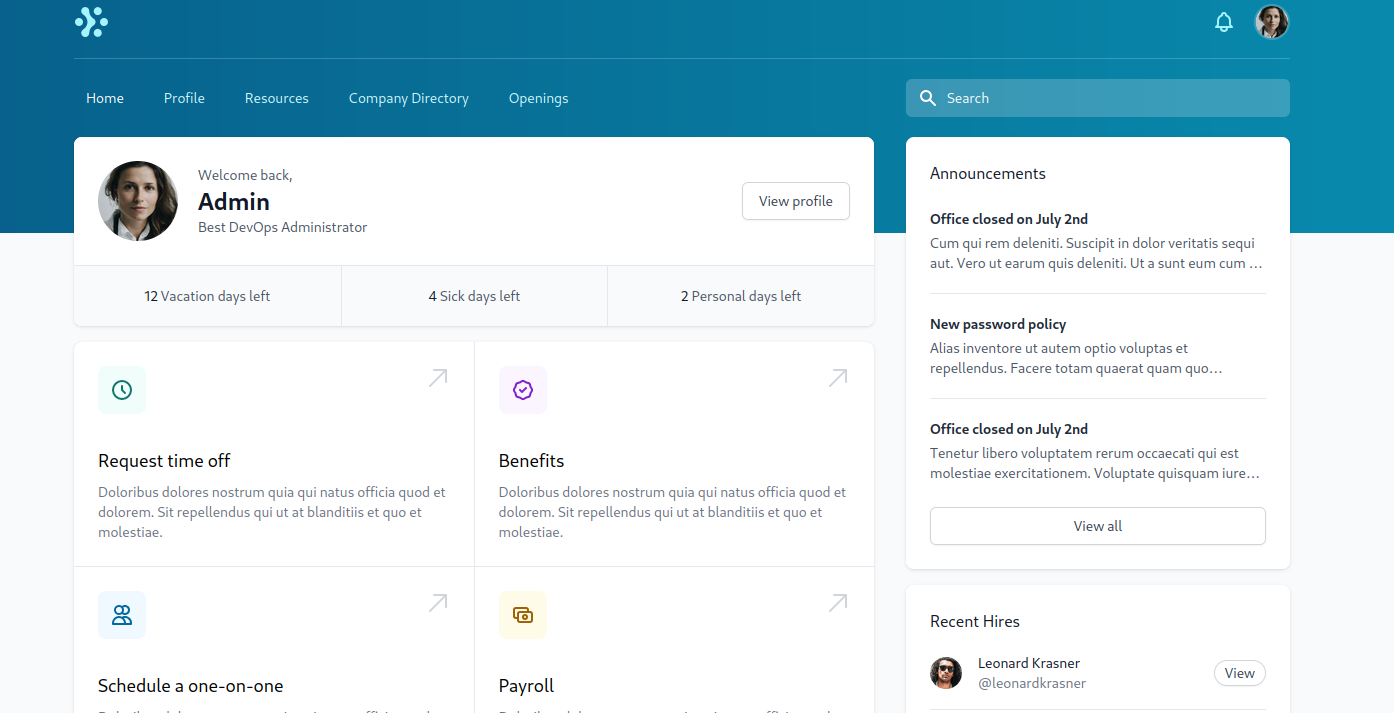 Home Profile Resources Company Directory Openings
Search
Welcome back,
Admin
Best DevOps Administrator
View profile
12 Vacation days left
4 Sick days left
2 Personal days left
Request time off
Doloribus dolores nostrum quia qui natus officia quod et
dolorem. Sit repellendus qui ut at blanditiis et quo et
molestiae.
Benefits
Doloribus dolores nostrum quia qui natus officia quod et
dolorem. Sit repellendus qui ut at blanditiis et quo et
molestiae.
Schedule a one-on-one
Payroll
Announcements
Office closed on July 2nd
Cum qui rem deleniti. Suscipit in dolor veritatis sequi
aut. Vero ut earum quis deleniti. Ut a sunt eum cum …
New password policy
Alias inventore ut autem optio voluptas et
repellendus. Facere totam quaerat quam quo…
Office closed on July 2nd
Tenetur libero voluptatem rerum occaecati qui est
molestiae exercitationem. Voluptate quisquam iure…
View all
Recent Hires
Leonard Krasner
@leonardkrasner
View